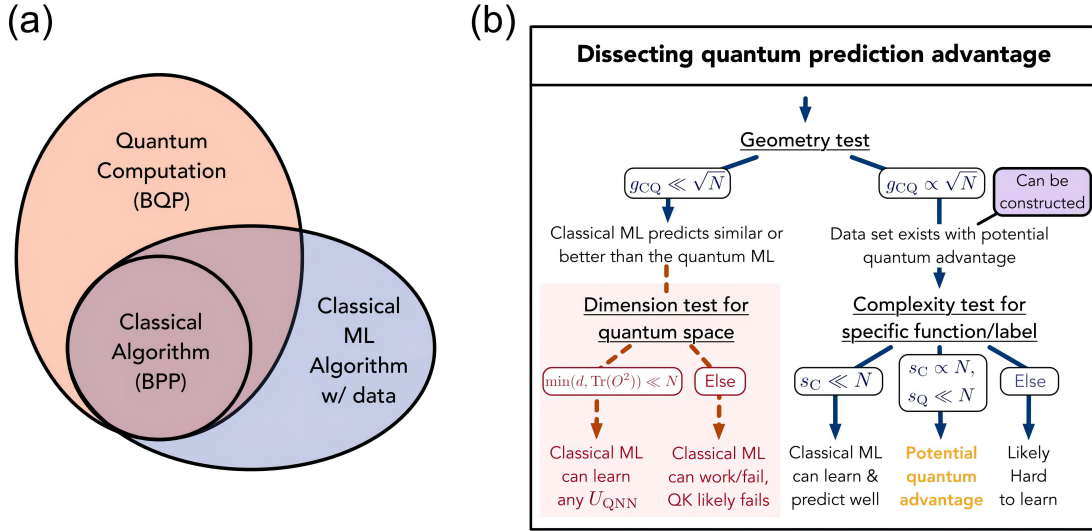 (a)
Quantum
Computation
(BQP)
Classical
Algorithm
(BPP)
Classical
ML
Algorithm
w/ data
(b)
Dissecting quantum prediction advantage
Geometry test
g_CQ ≪ √N
g_CQ ∝ √N
Can be
constructed
Classical ML predicts similar or
better than the quantum ML
Data set exists with potential
quantum advantage
Dimension test for
quantum space
Complexity test for
specific function/label
min(d, Tr(O²)) ≪ N
Else
s_C ≪ N
s_C ∝ N,
s_Q ≪ N
Else
Classical ML
can learn
any U_QNN
Classical ML
can work/fail,
QK likely fails
Classical ML
can learn &
predict well
Potential
quantum
advantage
Likely
Hard
to learn